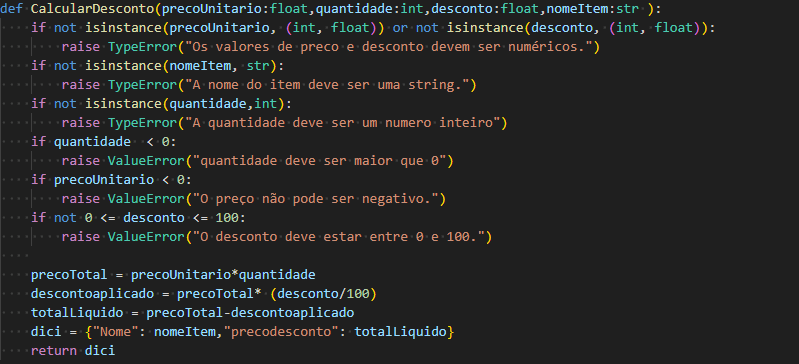 def CalcularDesconto(precoUnitario:float,quantidade:int,desconto:float,nomeItem:str ):
    if not isinstance(precoUnitario, (int, float)) or not isinstance(desconto, (int, float)):
        raise TypeError("Os valores de preco e desconto devem ser numéricos.")
    if not isinstance(nomeItem, str):
        raise TypeError("A nome do item deve ser uma string.")
    if not isinstance(quantidade,int):
        raise TypeError("A quantidade deve ser um numero inteiro")
    if quantidade  < 0:
        raise ValueError("quantidade deve ser maior que 0")
    if precoUnitario < 0:
        raise ValueError("O preço não pode ser negativo.")
    if not 0 <= desconto <= 100:
        raise ValueError("O desconto deve estar entre 0 e 100.")

    precoTotal = precoUnitario*quantidade
    descontoaplicado = precoTotal* (desconto/100)
    totalLiquido = precoTotal-descontoaplicado
    dici = {"Nome": nomeItem,"precodesconto": totalLiquido}
    return dici